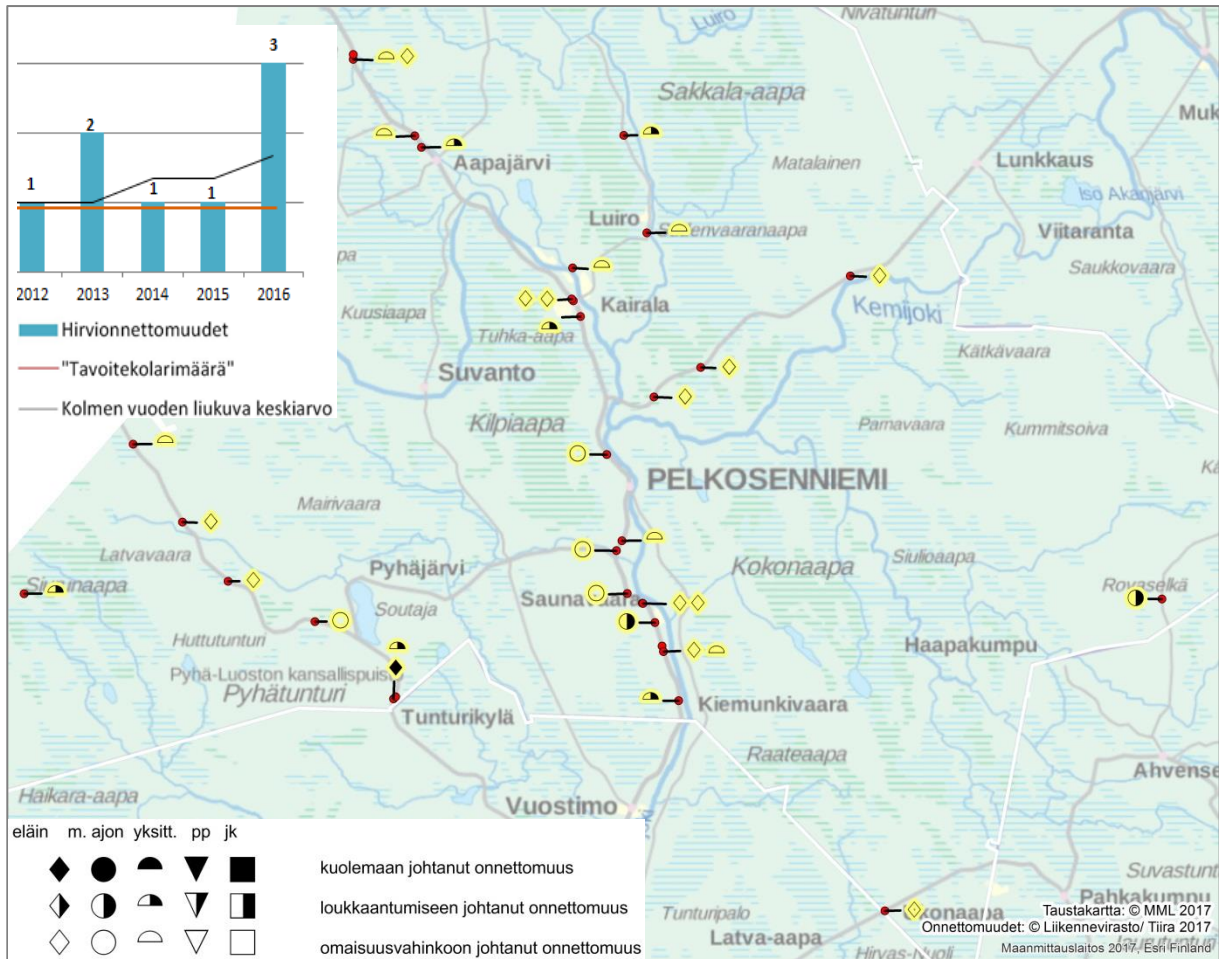 3
2
1
1
1
2012 2013 2014 2015 2016
Hirvionnettomuudet
"Tavoitekolarimäärä"
Kolmen vuoden liukuva keskiarvo
Luiro
Nivatunturi
Sakkala-aapa
Muk
Aapajärvi
Matalainen
Lunkkaus
Iso Akanjärvi
Luiro
Viitaranta
Saukkovaara
Kuusiaapa
Kairala
Kemijoki
Tuhka-aapa
Kätkävaara
Suvanto
Kilpiaapa
Parnavaara
Kummitsoiva
PELKOSENNIEMI
Mairivaara
Latvavaara
Pyhäjärvi
Kokonaapa
Siulioaapa
Rovaselkä
Soutaja
Saunavaara
Huttutunturi
Haapakumpu
Pyhä-Luoston kansallispuisto
Pyhätunturi
Tunturikylä
Kiemunkivaara
Raateaapa
Ahvense
Haikara-aapa
Vuostimo
eläin m. ajon yksitt. pp jk
kuolemaan johtanut onnettomuus
loukkaantumiseen johtanut onnettomuus
omaisuusvahinkoon johtanut onnettomuus
Suvastunt
Pahkakumpu
Tunturipalo
Latva-aapa
Taustakartta: © MML 2017
Onnettomuudet: © Liikennevirasto/ Tiira 2017
Maanmittauslaitos 2017, Esri Finland